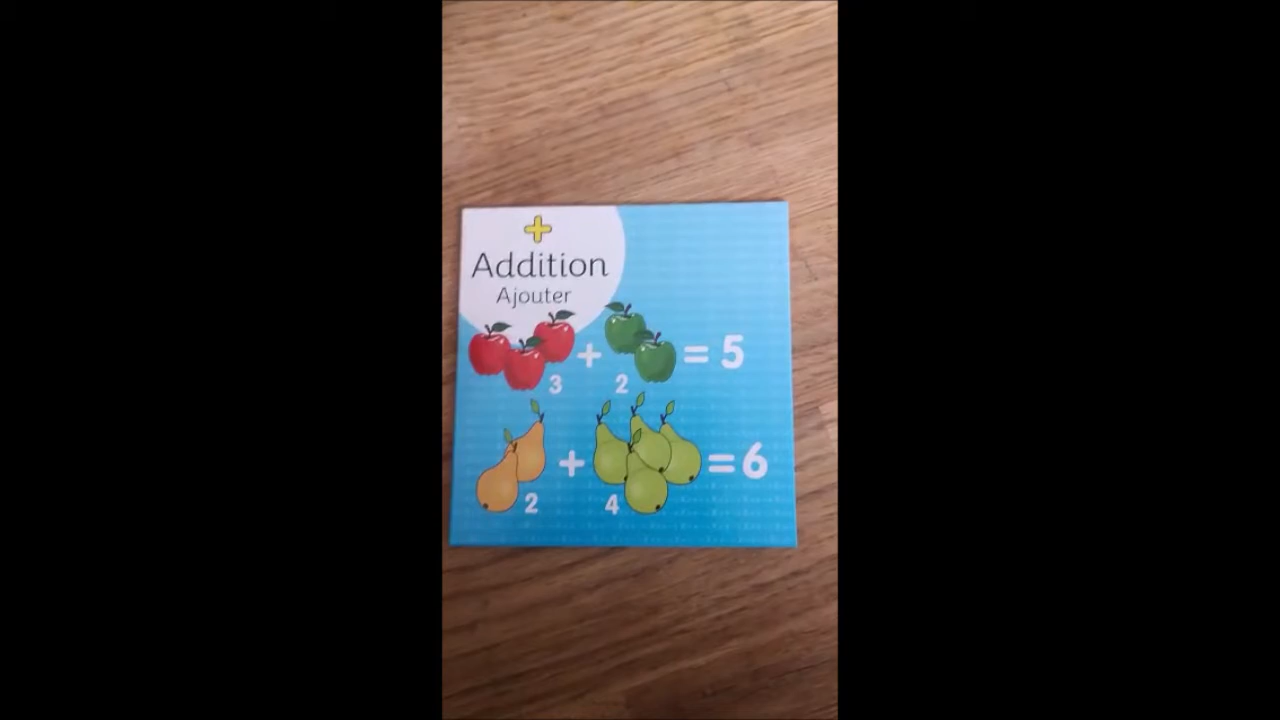 +
Addition
Ajouter
3 + 2 = 5
2 + 4 = 6